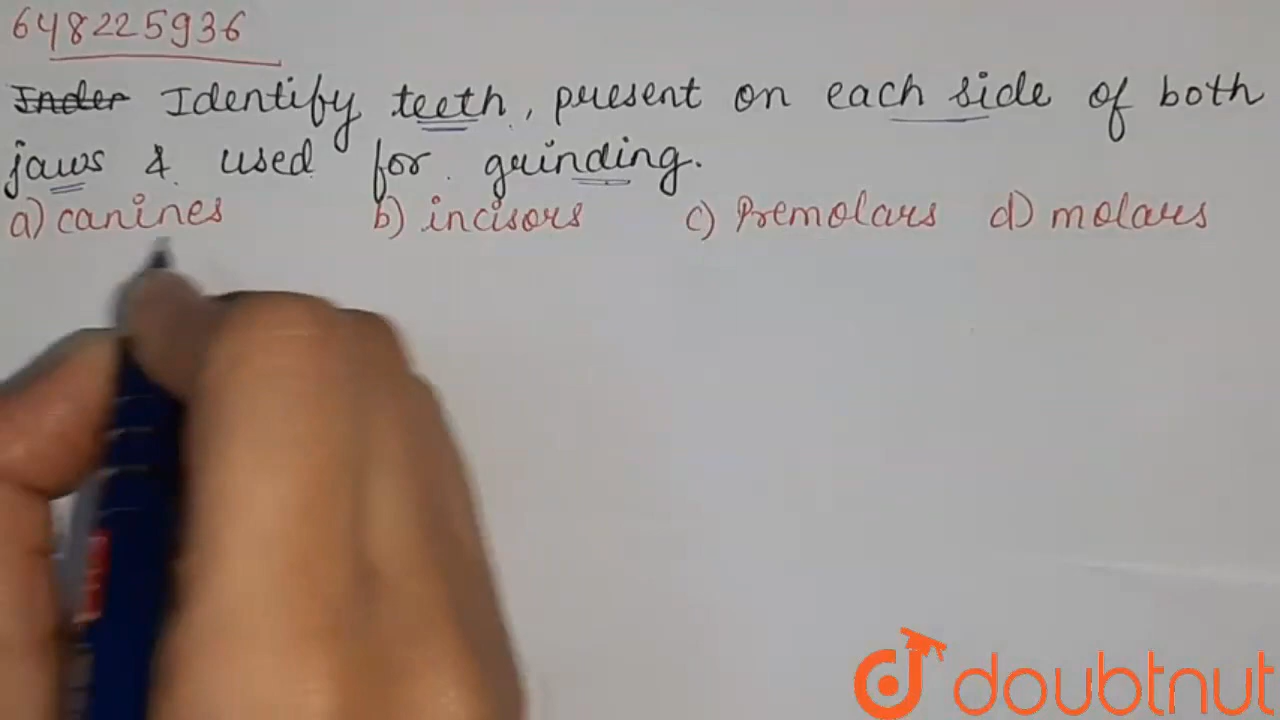 648225936
Inder Identify teeth, present on each side of both
jaws & used for grinding.
a) canines b) incisors c) Premolars d) molars
doubtnut